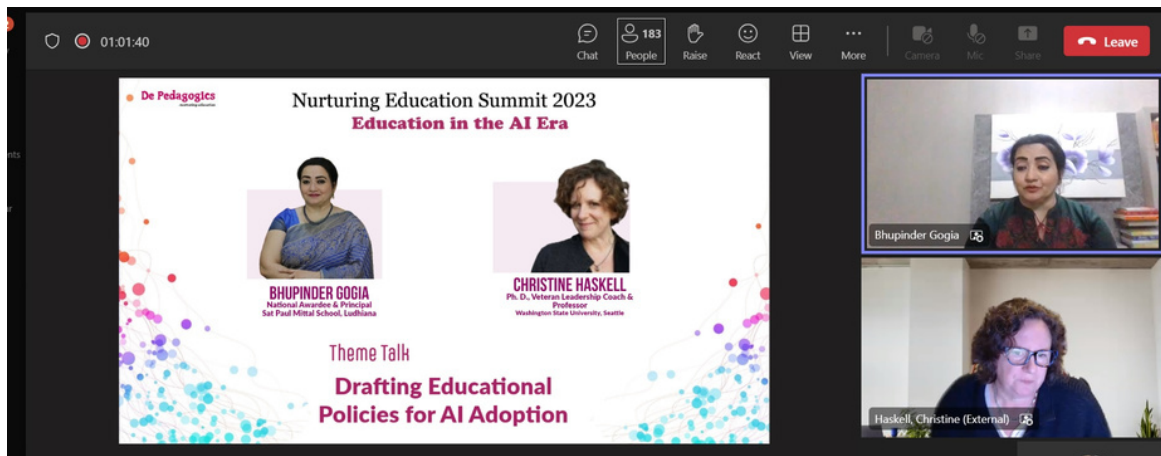 01:01:40
Chat
183
People
Raise
React
View
More
Camera
Mic
Share
Leave
De Pedagogics
Nurturing Education Summit 2023
Education in the AI Era
BHUPINDER GOGIA
National Awardee & Principal
Sat Paul Mittal School, Ludhiana
CHRISTINE HASKELL
Ph. D., Veteran Leadership Coach &
Professor
Washington State University, Seattle
Theme Talk
Drafting Educational
Policies for AI Adoption
Bhupinder Gogia
Haskell, Christine (External)